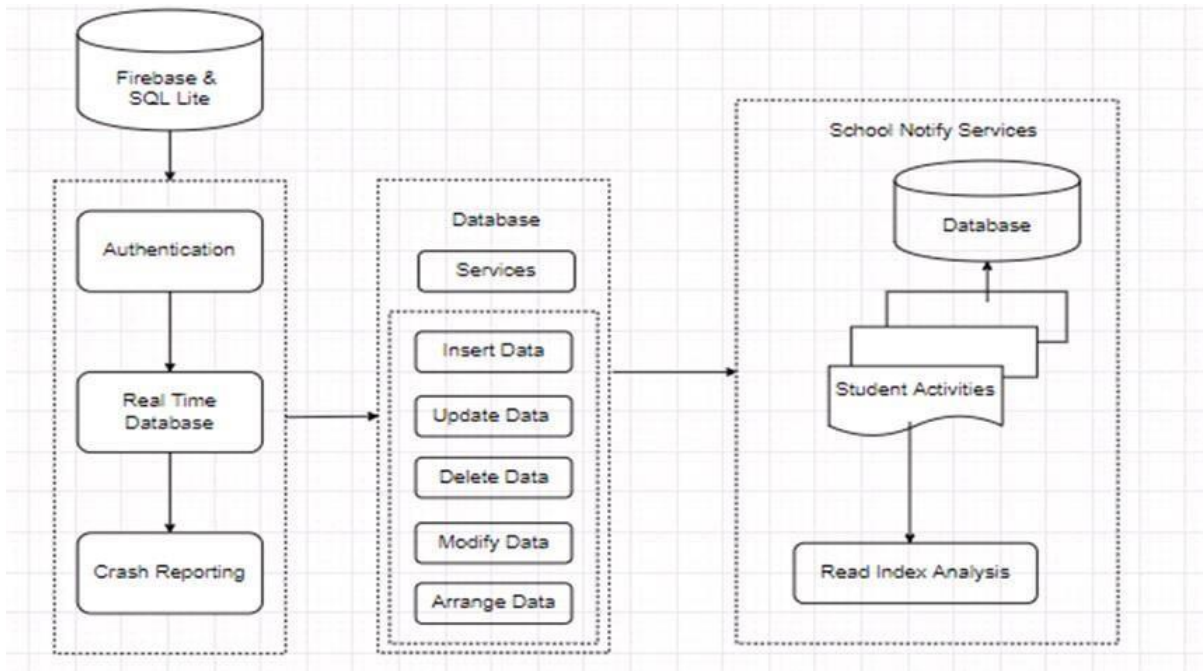 Firebase &
SQL Lite
Authentication
Real Time
Database
Crash Reporting
Database
Services
Insert Data
Update Data
Delete Data
Modify Data
Arrange Data
School Notify Services
Database
Student Activities
Read Index Analysis